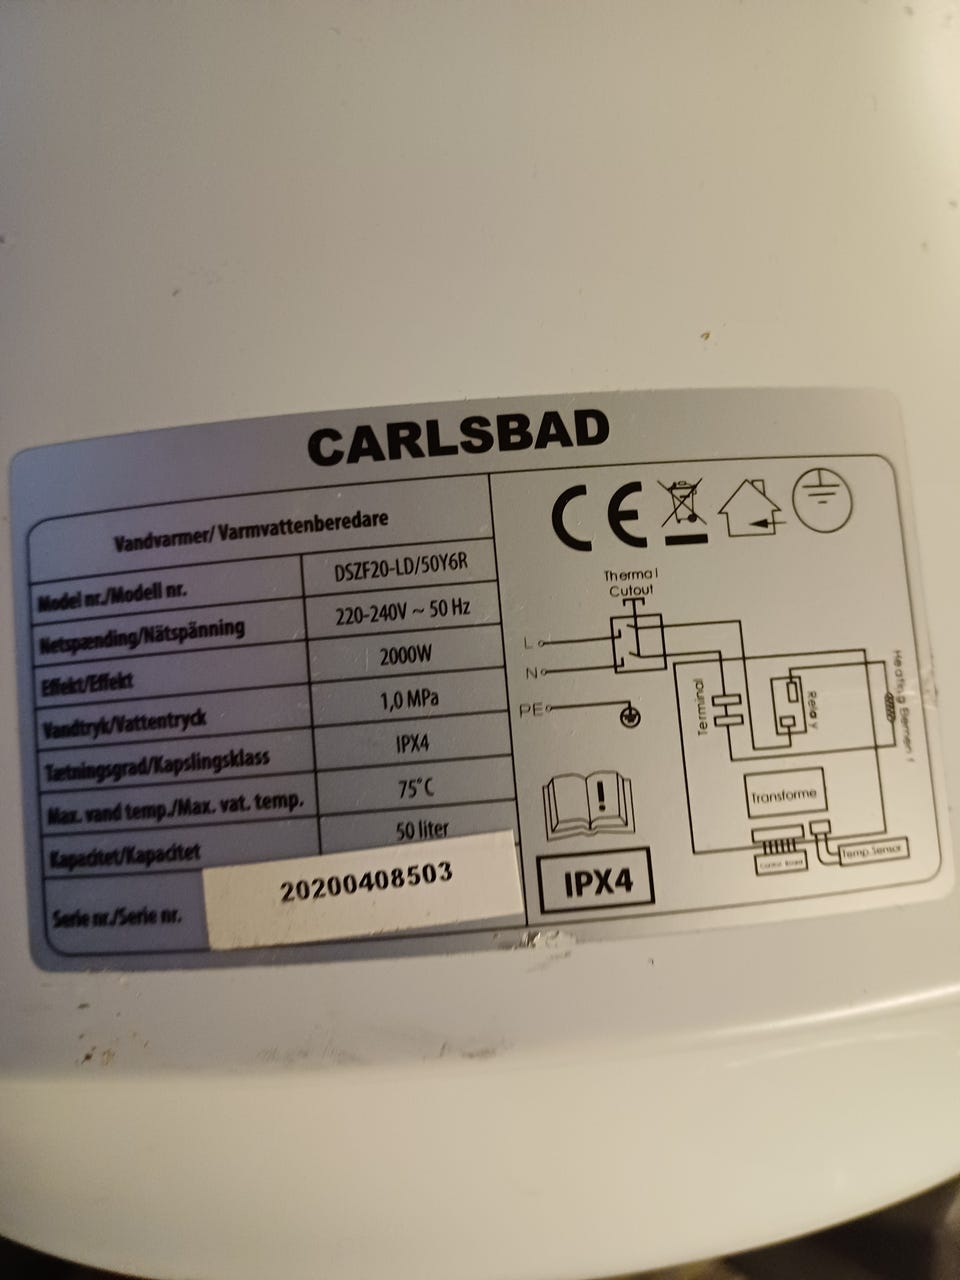 CARLSBAD
Vandvarmer/ Varmvattenberedare
Model nr./Modell nr. DSZF20-LD/50Y6R
Netspænding/Nätspänning 220-240V ~ 50 Hz
Effekt/Effekt 2000W
Vandtryk/Vattentryck 1,0 MPa
Tætningsgrad/Kapslingsklass IPX4
Max. vand temp./Max. vat. temp. 75°C
Kapacitet/Kapacitet 50 liter
Serie nr./Serie nr. 20200408503
CE
Thermal
Cutout
L
N
PE
Terminal
Relay
Heating Element
Transforme
Control Board
Temp.Sensor
!
IPX4